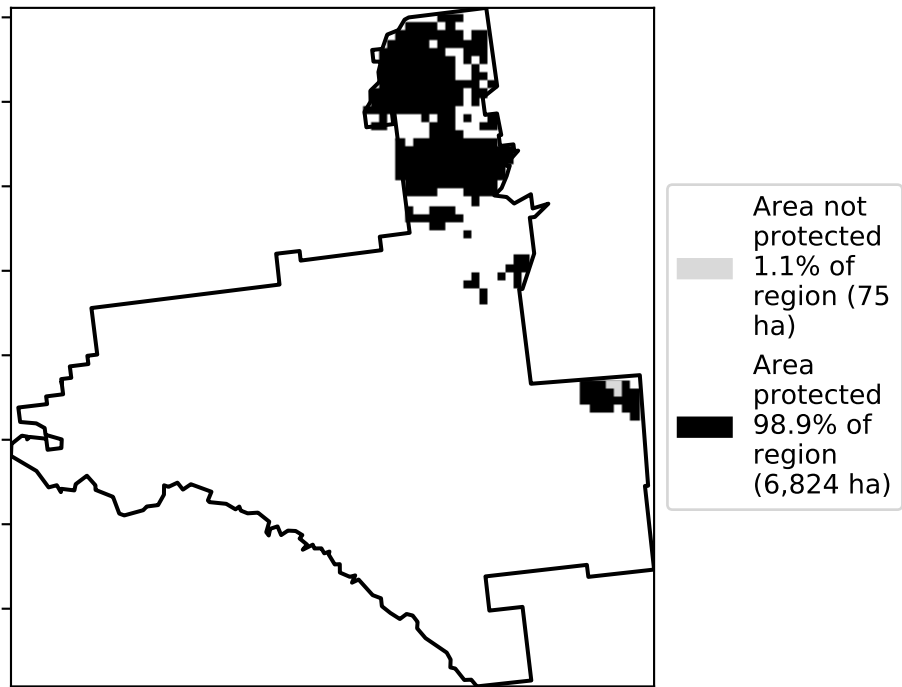 Area not
protected
1.1% of
region (75
ha)
Area
protected
98.9% of
region
(6,824 ha)